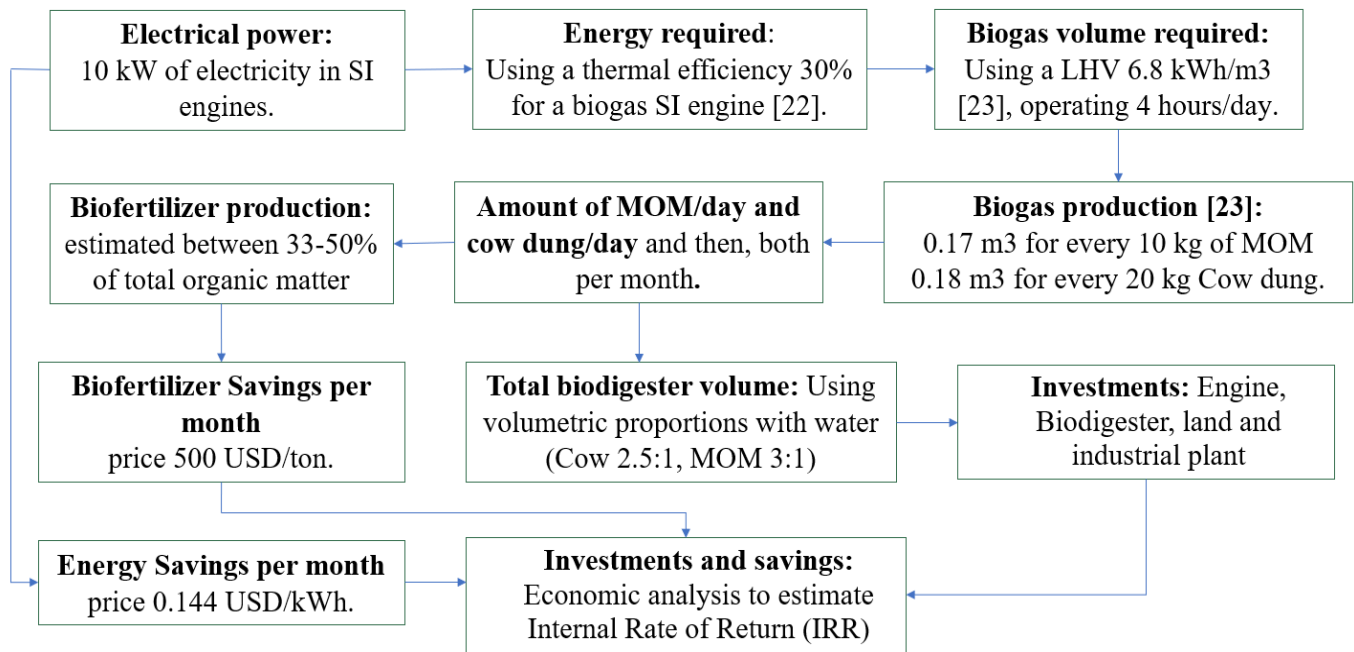 Electrical power:
10 kW of electricity in SI
engines.
Energy required:
Using a thermal efficiency 30%
for a biogas SI engine [22].
Biogas volume required:
Using a LHV 6.8 kWh/m3
[23], operating 4 hours/day.
Biofertilizer production:
estimated between 33-50%
of total organic matter
Amount of MOM/day and
cow dung/day and then, both
per month.
Biogas production [23]:
0.17 m3 for every 10 kg of MOM
0.18 m3 for every 20 kg Cow dung.
Biofertilizer Savings per
month
price 500 USD/ton.
Total biodigester volume: Using
volumetric proportions with water
(Cow 2.5:1, MOM 3:1)
Investments: Engine,
Biodigester, land and
industrial plant
Energy Savings per month
price 0.144 USD/kWh.
Investments and savings:
Economic analysis to estimate
Internal Rate of Return (IRR)